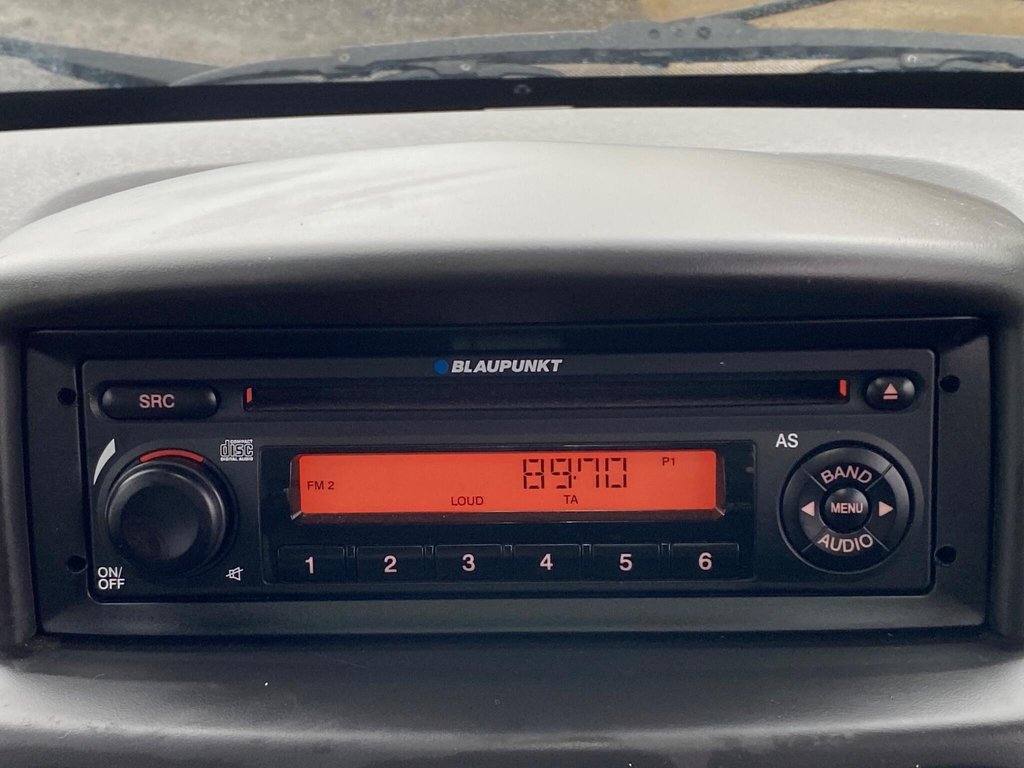 BLAUPUNKT
SRC
COMPACT
disc
DIGITAL AUDIO
AS
FM 2 89.70 P1
LOUD TA
BAND
MENU
AUDIO
1 2 3 4 5 6
ON/
OFF